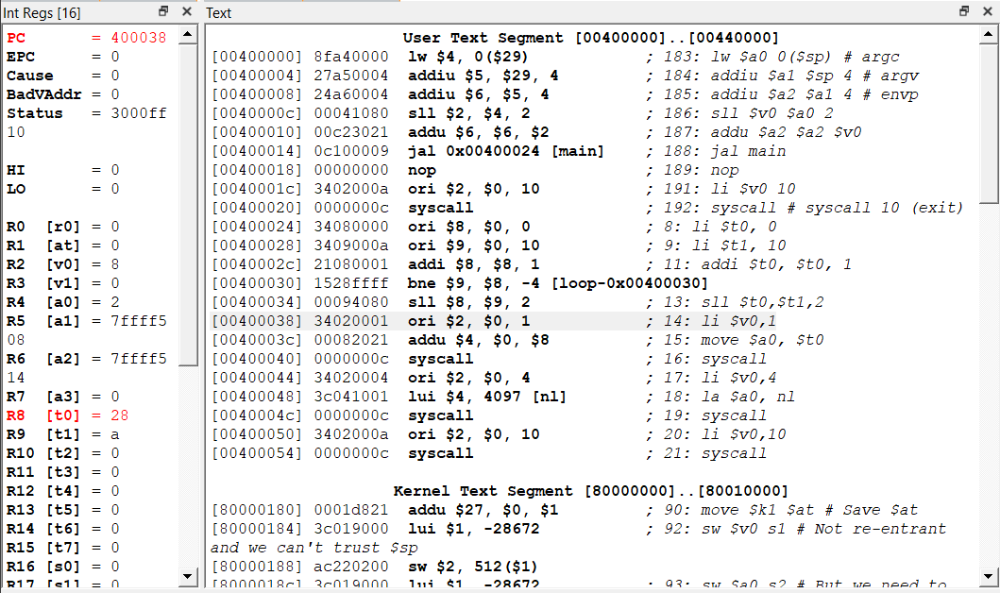 Int Regs [16]
PC = 400038
EPC = 0
Cause = 0
BadVAddr = 0
Status = 3000ff
10
HI = 0
LO = 0
R0 [r0] = 0
R1 [at] = 0
R2 [v0] = 8
R3 [v1] = 0
R4 [a0] = 2
R5 [a1] = 7ffff5
08
R6 [a2] = 7ffff5
14
R7 [a3] = 0
R8 [t0] = 28
R9 [t1] = a
R10 [t2] = 0
R11 [t3] = 0
R12 [t4] = 0
R13 [t5] = 0
R14 [t6] = 0
R15 [t7] = 0
R16 [s0] = 0
R17 [s1] = 0
Text
User Text Segment [00400000]..[00440000]
[00400000] 8fa40000 lw $4, 0($29) ; 183: lw $a0 0($sp) # argc
[00400004] 27a50004 addiu $5, $29, 4 ; 184: addiu $a1 $sp 4 # argv
[00400008] 24a60004 addiu $6, $5, 4 ; 185: addiu $a2 $a1 4 # envp
[0040000c] 00041080 sll $2, $4, 2 ; 186: sll $v0 $a0 2
[00400010] 00c23021 addu $6, $6, $2 ; 187: addu $a2 $a2 $v0
[00400014] 0c100009 jal 0x00400024 [main] ; 188: jal main
[00400018] 00000000 nop ; 189: nop
[0040001c] 3402000a ori $2, $0, 10 ; 191: li $v0 10
[00400020] 0000000c syscall ; 192: syscall # syscall 10 (exit)
[00400024] 34080000 ori $8, $0, 0 ; 8: li $t0, 0
[00400028] 3409000a ori $9, $0, 10 ; 9: li $t1, 10
[0040002c] 21080001 addi $8, $8, 1 ; 11: addi $t0, $t0, 1
[00400030] 1528ffff bne $9, $8, -4 [loop-0x00400030]
[00400034] 00094080 sll $8, $9, 2 ; 13: sll $t0,$t1,2
[00400038] 34020001 ori $2, $0, 1 ; 14: li $v0,1
[0040003c] 00082021 addu $4, $0, $8 ; 15: move $a0, $t0
[00400040] 0000000c syscall ; 16: syscall
[00400044] 34020004 ori $2, $0, 4 ; 17: li $v0,4
[00400048] 3c041001 lui $4, 4097 [nl] ; 18: la $a0, nl
[0040004c] 0000000c syscall ; 19: syscall
[00400050] 3402000a ori $2, $0, 10 ; 20: li $v0,10
[00400054] 0000000c syscall ; 21: syscall
Kernel Text Segment [80000000]..[80010000]
[80000180] 0001d821 addu $27, $0, $1 ; 90: move $k1 $at # Save $at
[80000184] 3c019000 lui $1, -28672 ; 92: sw $v0 s1 # Not re-entrant
and we can't trust $sp
[80000188] ac220200 sw $2, 512($1)
[8000018c] 3c019000 lui $1, -28672 ; 93: sw $a0 s2 # But we need to